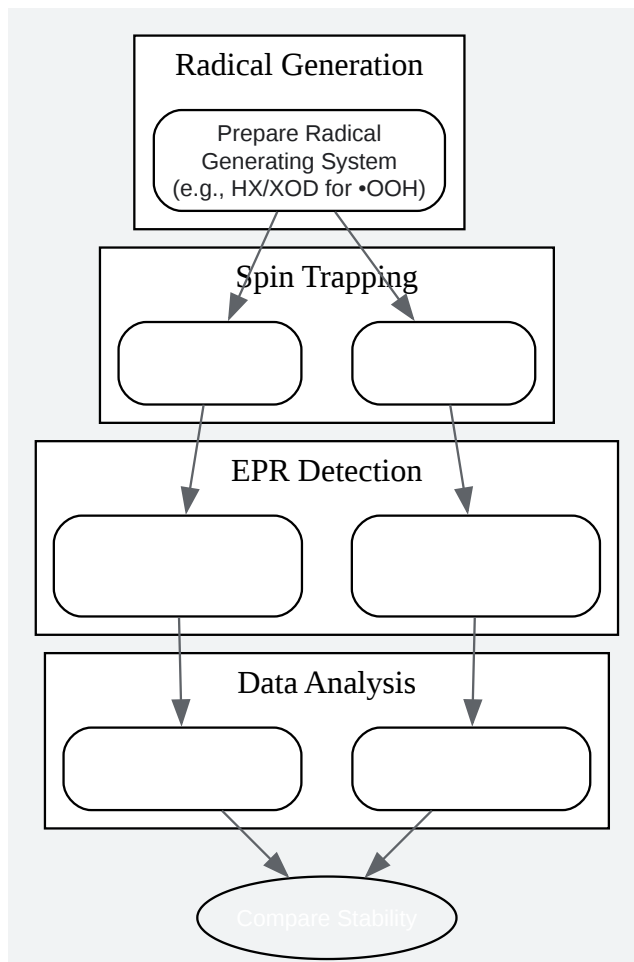 Radical Generation
Prepare Radical
Generating System
(e.g., HX/XOD for •OOH)
Spin Trapping
EPR Detection
Data Analysis
Compare Stability